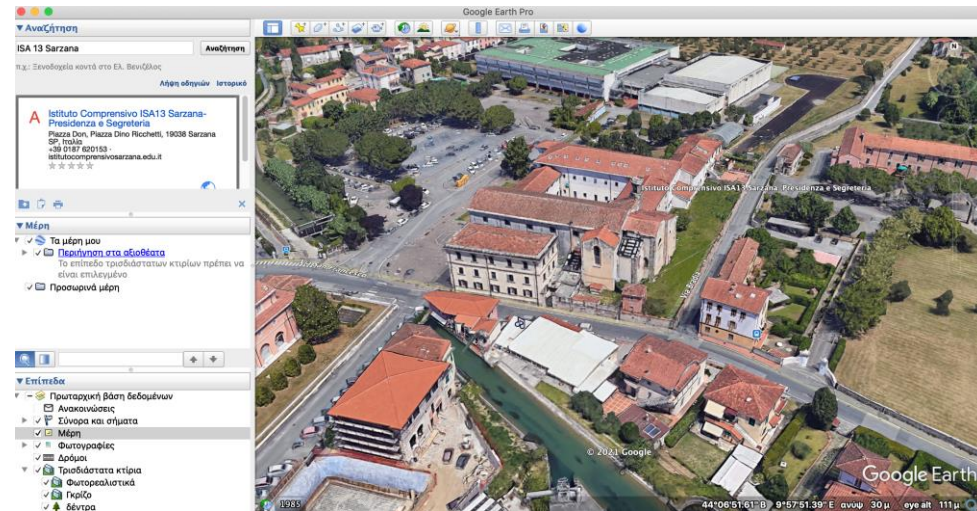 Google Earth Pro
▼ Αναζήτηση
ISA 13 Sarzana
Αναζήτηση
π.χ.: Ξενοδοχεία κοντά στο Ελ. Βενιζέλος
Λήψη οδηγιών Ιστορικό
A
Istituto Comprensivo ISA13 Sarzana-
Presidenza e Segreteria
Piazza Don, Piazza Dino Ricchetti, 19038 Sarzana
SP, Ιταλία
+39 0187 620153 ·
istitutocomprensivosarzana.edu.it
▼ Μέρη
Τα μέρη μου
Περιήγηση στα αξιοθέατα
Το επίπεδο τρισδιάστατων κτιρίων πρέπει να
είναι επιλεγμένο
Προσωρινά μέρη
▼ Επίπεδα
Πρωταρχική βάση δεδομένων
Ανακοινώσεις
Σύνορα και σήματα
Μέρη
Φωτογραφίες
Δρόμοι
Τρισδιάστατα κτίρια
Φωτορεαλιστικά
Γκρίζο
δέντρα
N
Istituto Comprensivo ISA13 Sarzana- Presidenza e Segreteria
© 2021 Google
Google Earth
1985
44°06'51.61" Β 9°57'51.39" Ε ανυψ 30 μ eye alt 111 μ